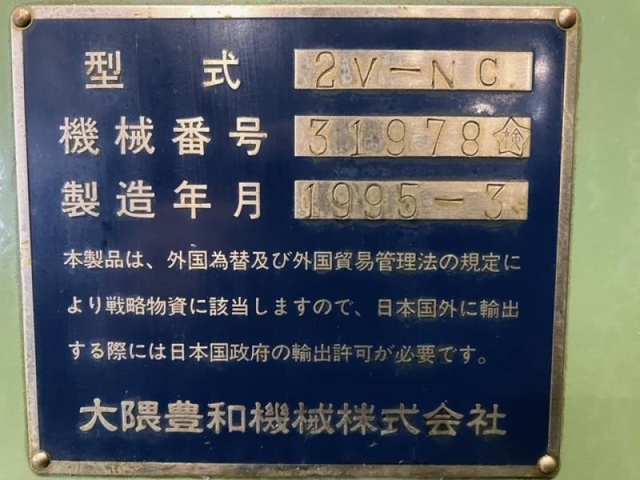 型式 2V-NC
機械番号 31978 検
製造年月 1995-3
本製品は、外国為替及び外国貿易管理法の規定に
より戦略物資に該当しますので、日本国外に輸出
する際には日本国政府の輸出許可が必要です。
大隈豊和機械株式会社